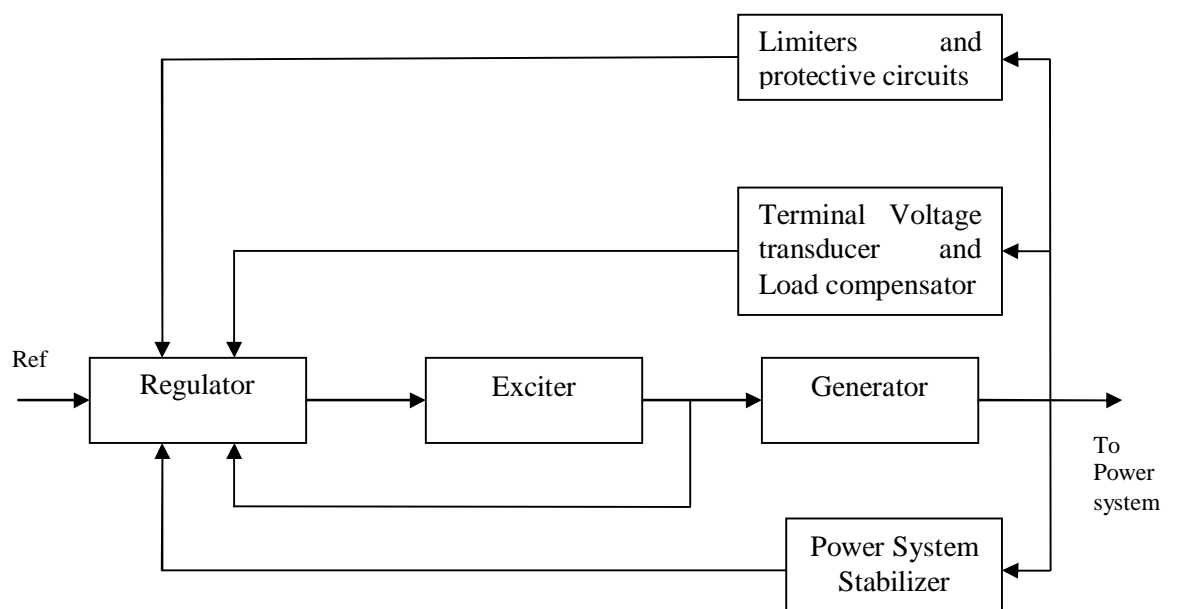 Limiters and
protective circuits
Terminal Voltage
transducer and
Load compensator
Ref
Regulator
Exciter
Generator
To
Power
system
Power System
Stabilizer